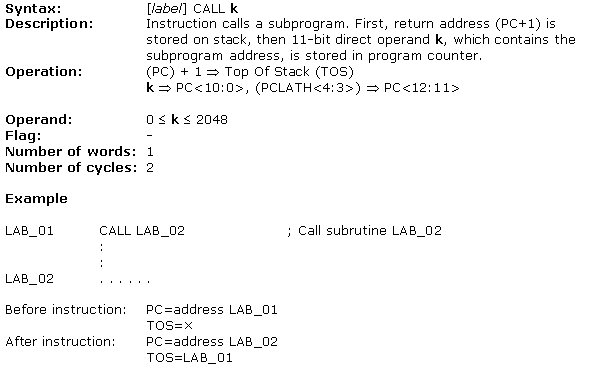 Syntax: [label] CALL k
Description: Instruction calls a subprogram. First, return address (PC+1) is
stored on stack, then 11-bit direct operand k, which contains the
subprogram address, is stored in program counter.
Operation: (PC) + 1 ⇒ Top Of Stack (TOS)
k ⇒ PC<10:0>, (PCLATH<4:3>) ⇒ PC<12:11>
Operand: 0 ≤ k ≤ 2048
Flag: -
Number of words: 1
Number of cycles: 2
Example
LAB_01 CALL LAB_02 ; Call subrutine LAB_02
:
:
LAB_02 . . . . . .
Before instruction: PC=address LAB_01
TOS=×
After instruction: PC=address LAB_02
TOS=LAB_01